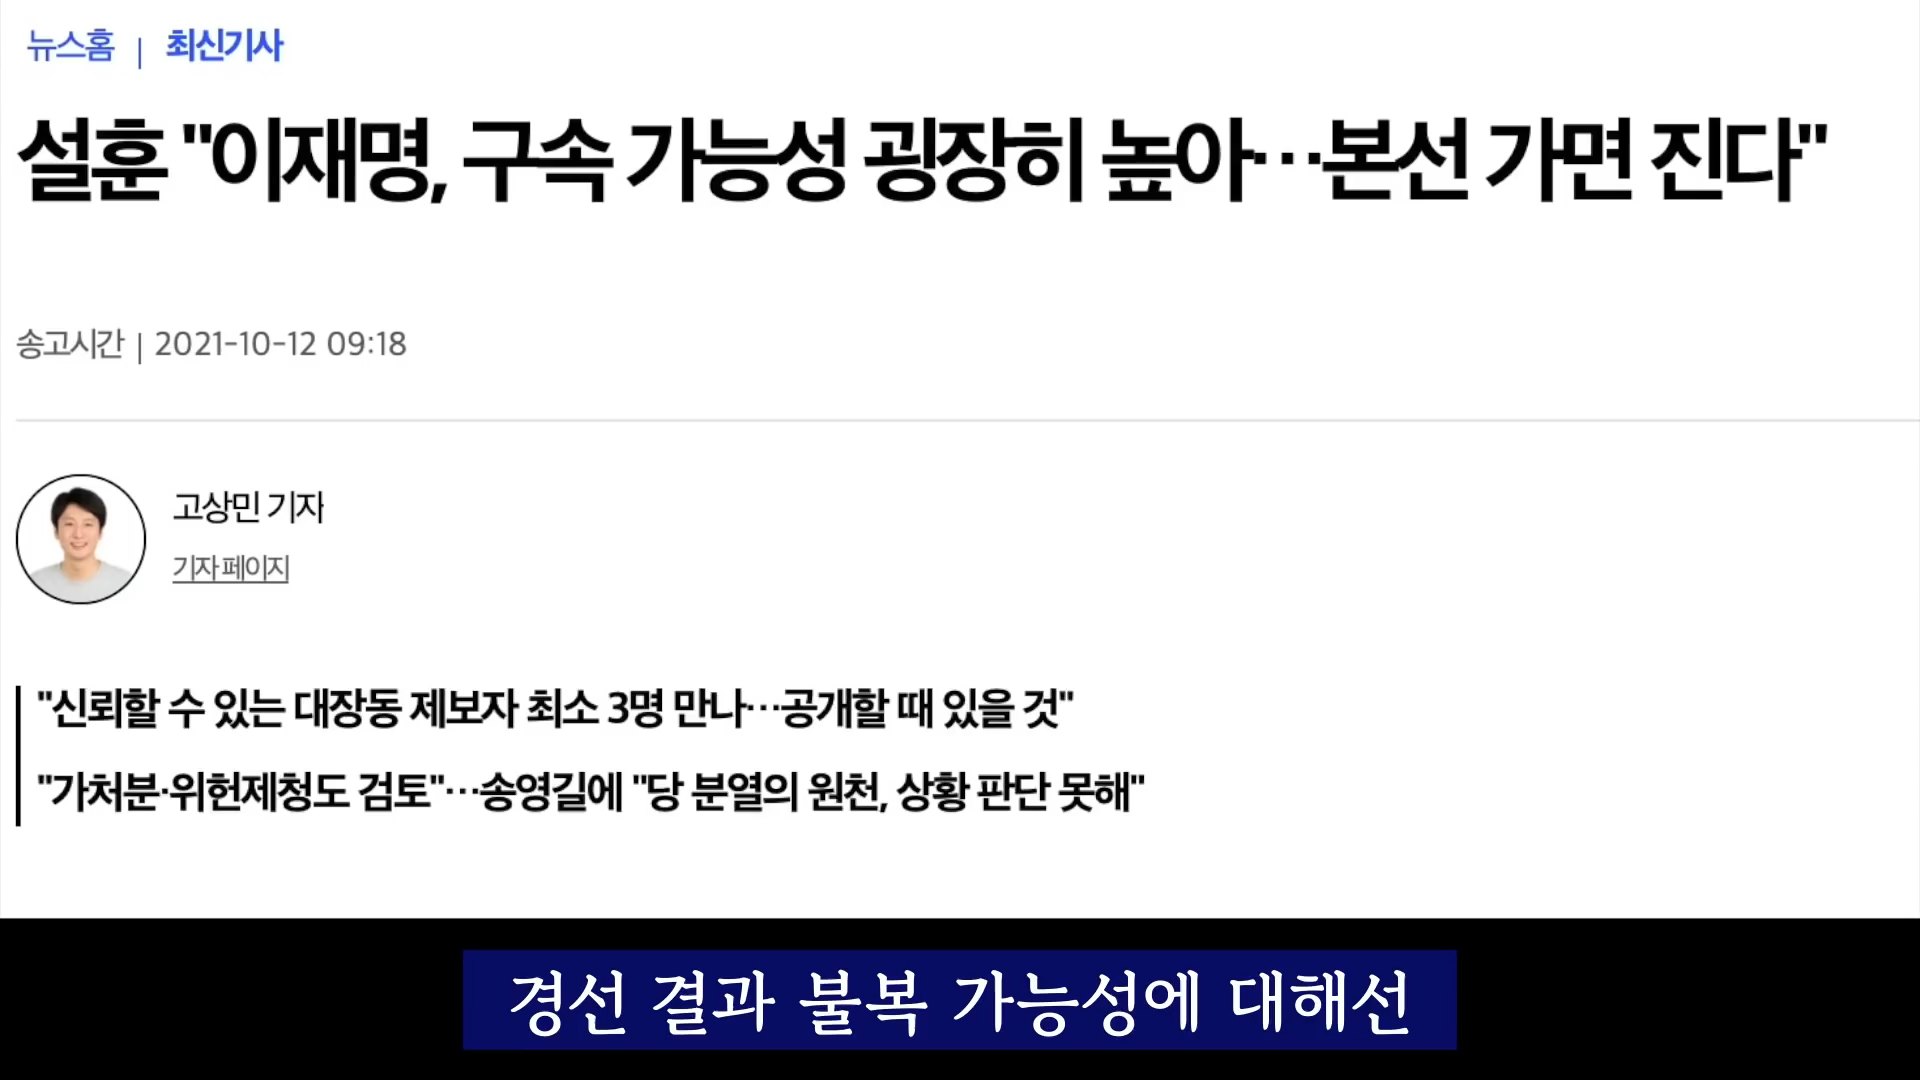 뉴스홈 | 최신기사
설훈 "이재명, 구속 가능성 굉장히 높아…본선 가면 진다"
송고시간 | 2021-10-12 09:18
고상민 기자
기자 페이지
"신뢰할 수 있는 대장동 제보자 최소 3명 만나…공개할 때 있을 것"
"가처분·위헌제청도 검토"…송영길에 "당 분열의 원천, 상황 판단 못해"
경선 결과 불복 가능성에 대해선